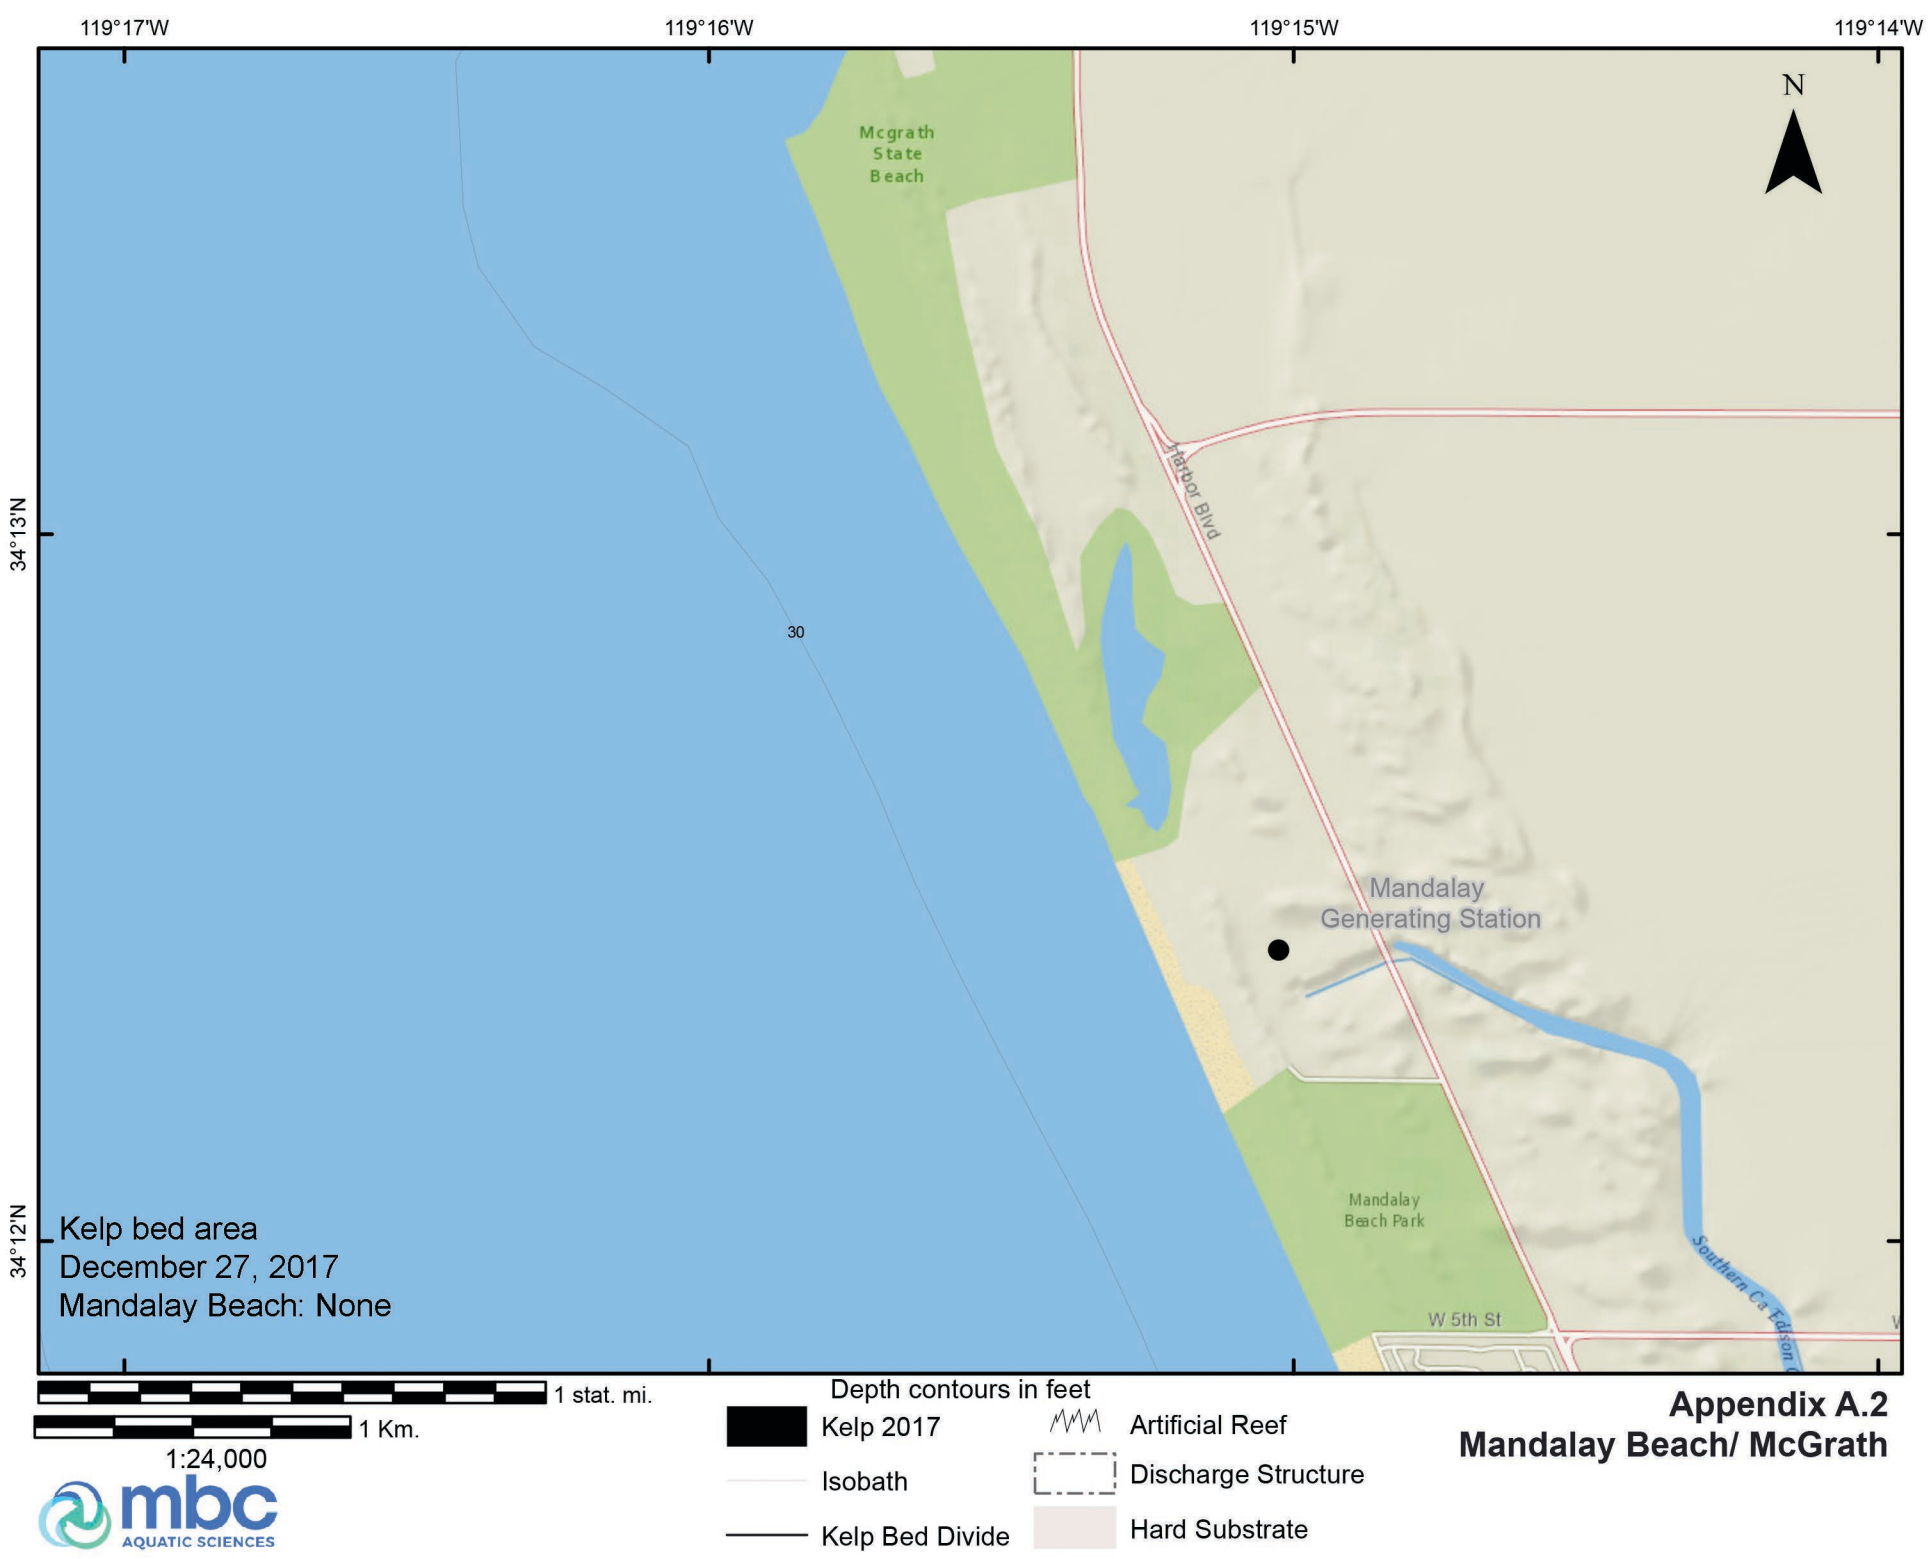 119°17'W
119°16'W
119°15'W
119°14'W
N
Mcgrath
State
Beach
Harbor Blvd
34°13'N
30
Mandalay
Generating Station
Mandalay
Beach Park
34°12'N
Kelp bed area
December 27, 2017
Mandalay Beach: None
Southern Ca Edison C
W 5th St
W
1 stat. mi.
1 Km.
1:24,000
mbc
AQUATIC SCIENCES
Depth contours in feet
Kelp 2017
Isobath
Kelp Bed Divide
Artificial Reef
Discharge Structure
Hard Substrate
Appendix A.2
Mandalay Beach/ McGrath